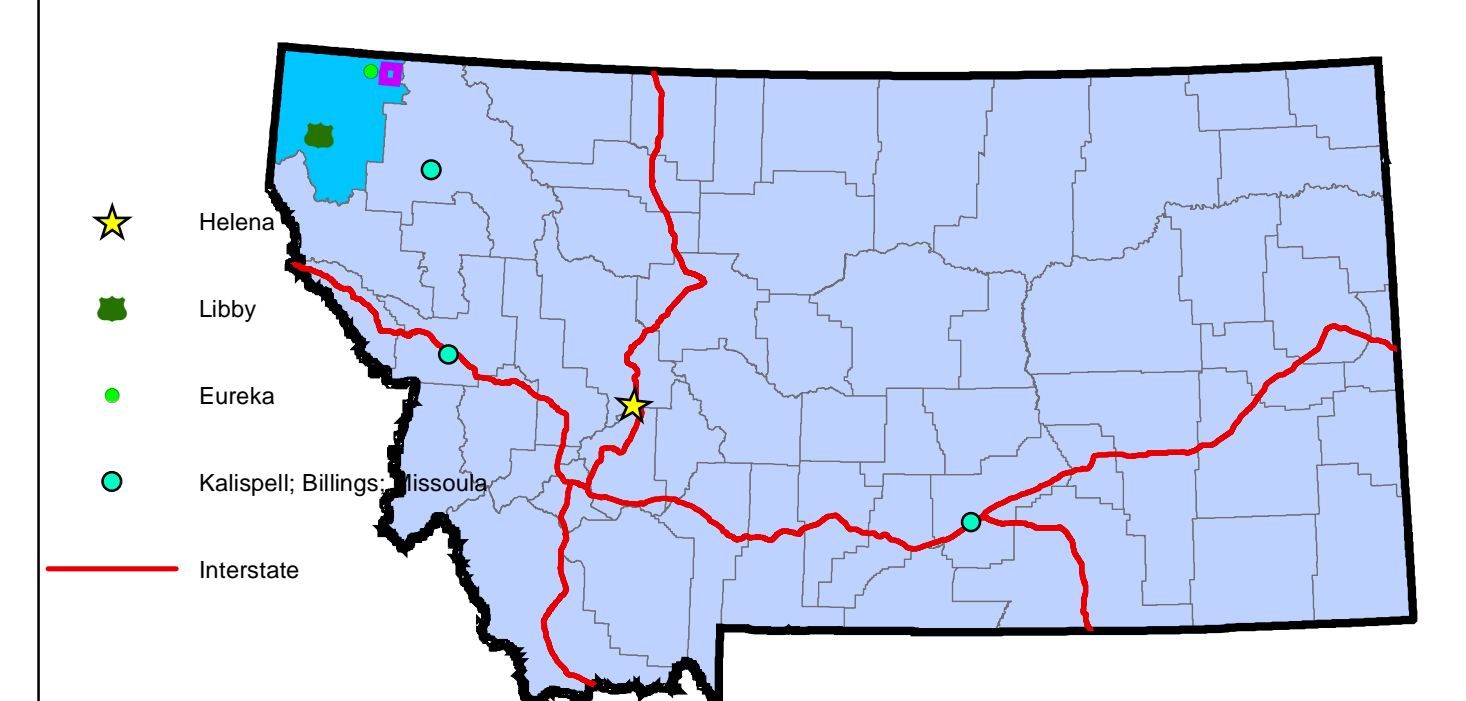 Helena
Libby
Eureka
Kalispell; Billings; Missoula
Interstate